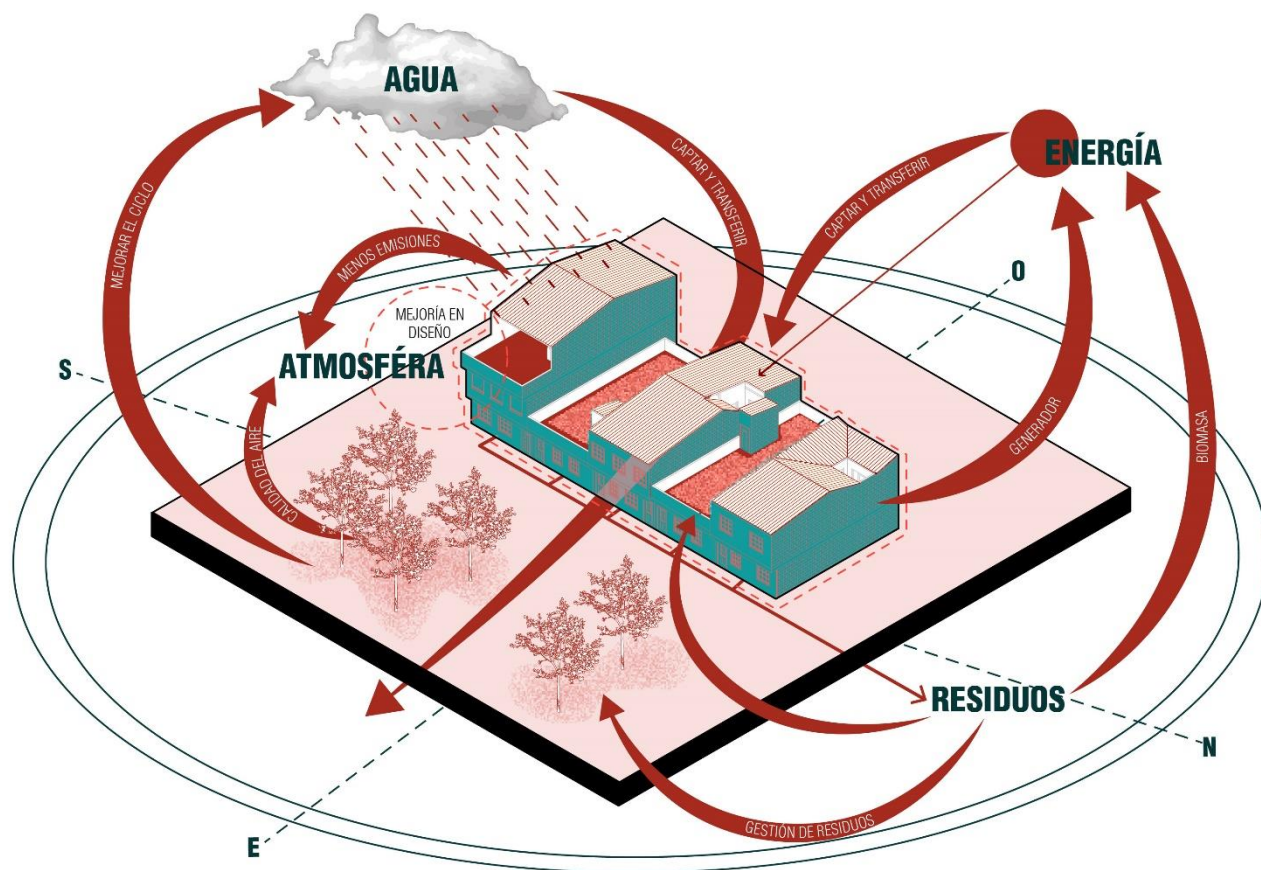 AGUA
ENERGÍA
CAPTAR Y TRANSFERIR
CAPTAR Y TRANSFERIR
MEJORAR EL CICLO
MENOS EMISIONES
O
MEJORÍA EN
DISEÑO
ATMOSFÉRA
S
CALIDAD DEL AIRE
GENERADOR
BIOMASA
RESIDUOS
N
GESTIÓN DE RESIDUOS
E